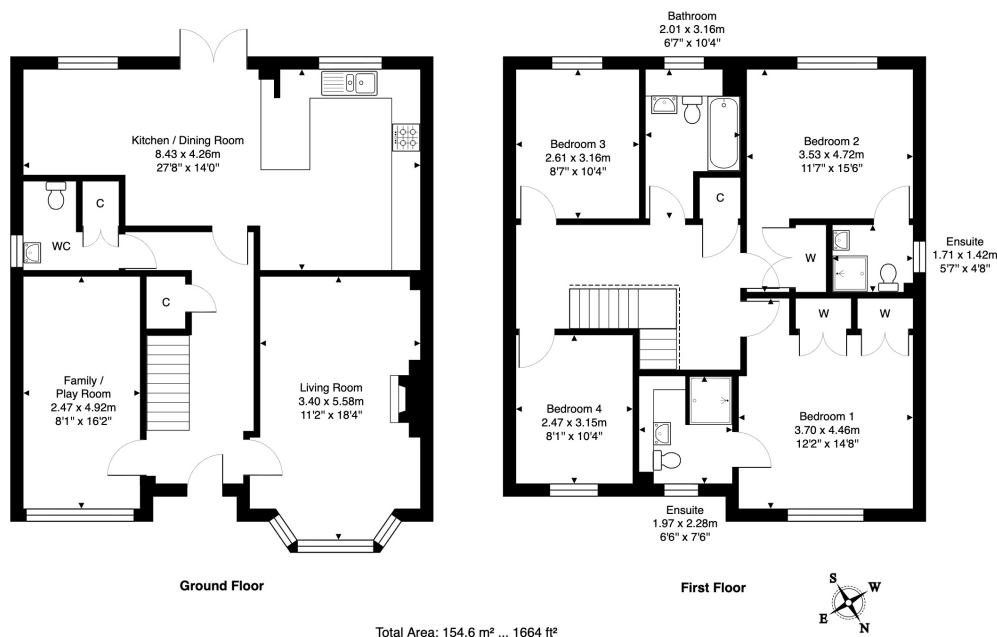 Bathroom
2.01 x 3.16m
6'7" x 10'4"
Kitchen / Dining Room
8.43 x 4.26m
27'8" x 14'0"
C
WC
C
Family /
Play Room
2.47 x 4.92m
8'1" x 16'2"
Living Room
3.40 x 5.58m
11'2" x 18'4"
Ground Floor
Bedroom 3
2.61 x 3.16m
8'7" x 10'4"
Bedroom 2
3.53 x 4.72m
11'7" x 15'6"
C
W
Ensuite
1.71 x 1.42m
5'7" x 4'8"
W
W
Bedroom 4
2.47 x 3.15m
8'1" x 10'4"
Bedroom 1
3.70 x 4.46m
12'2" x 14'8"
Ensuite
1.97 x 2.28m
6'6" x 7'6"
First Floor
S
W
E
N
Total Area: 154.6 m² ... 1664 ft²